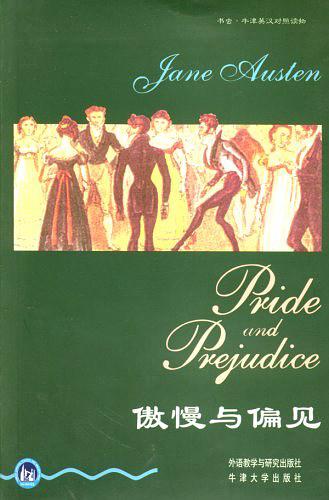 书虫·牛津英汉对照读物
Jane Austen
Pride
and
Prejudice
傲慢与偏见
外语教学与研究出版社
牛津大学出版社